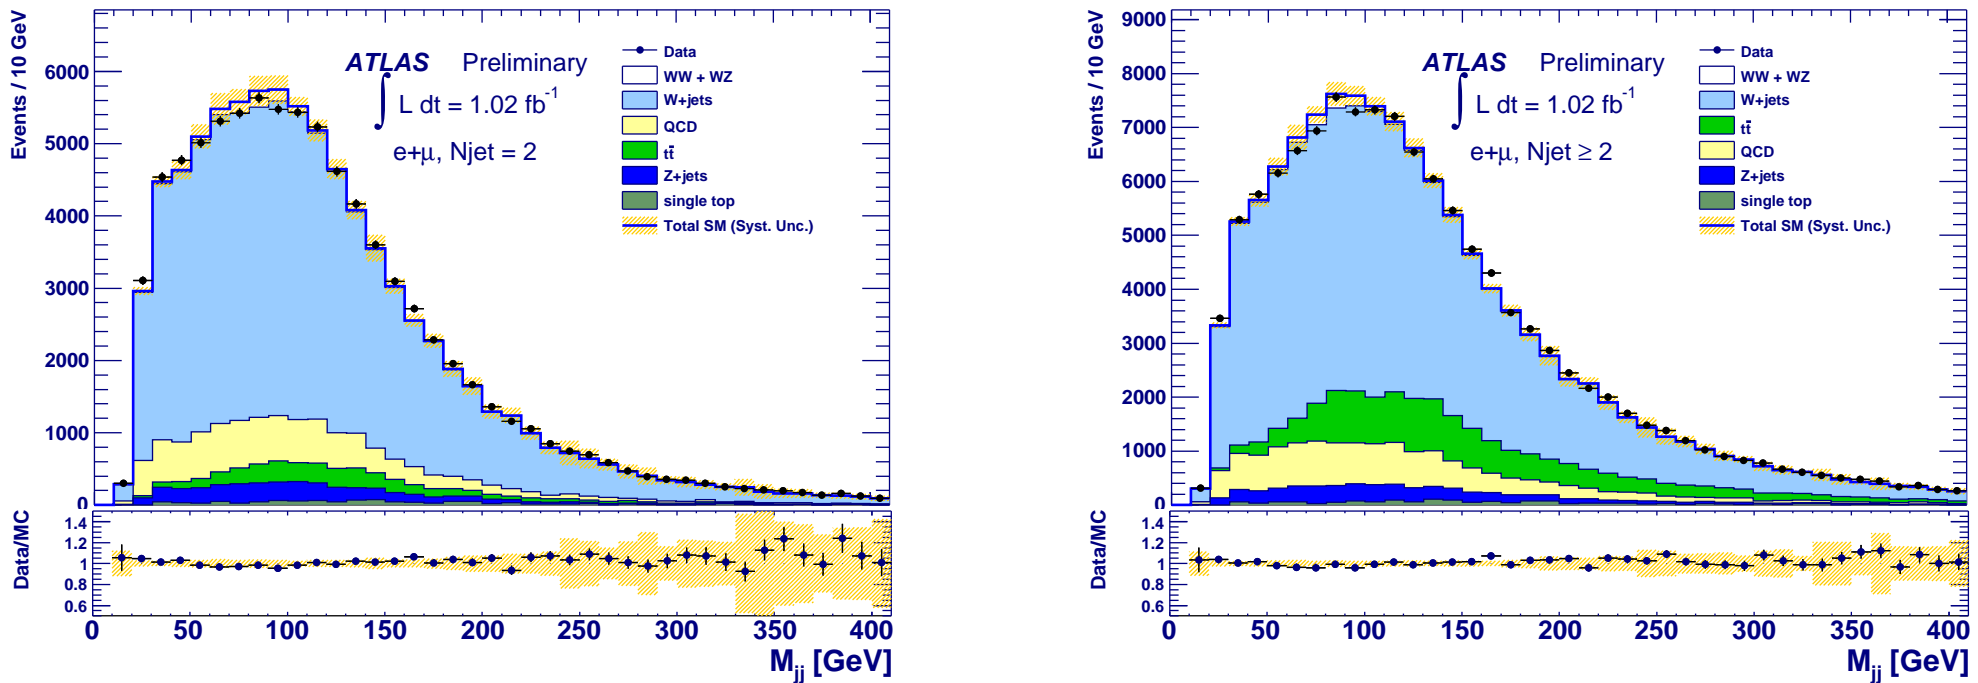 Events / 10 GeV
6000
5000
4000
3000
2000
1000
0
ATLAS Preliminary
∫ L dt = 1.02 fb⁻¹
e+μ, Njet = 2
Data
WW + WZ
W+jets
QCD
tt̄
Z+jets
single top
Total SM (Syst. Unc.)
Data/MC
1.4
1.2
1
0.8
0.6
0 50 100 150 200 250 300 350 400
M_jj [GeV]
Events / 10 GeV
9000
8000
7000
6000
5000
4000
3000
2000
1000
0
ATLAS Preliminary
∫ L dt = 1.02 fb⁻¹
e+μ, Njet ≥ 2
Data
WW + WZ
W+jets
tt̄
QCD
Z+jets
single top
Total SM (Syst. Unc.)
Data/MC
1.4
1.2
1
0.8
0.6
0 50 100 150 200 250 300 350 400
M_jj [GeV]